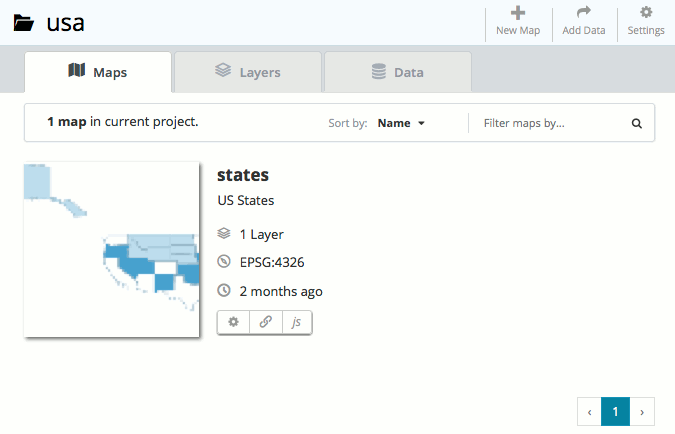 usa
New Map
Add Data
Settings
Maps
Layers
Data
1 map in current project.
Sort by: Name
Filter maps by...
states
US States
1 Layer
EPSG:4326
2 months ago
js
‹ 1 ›